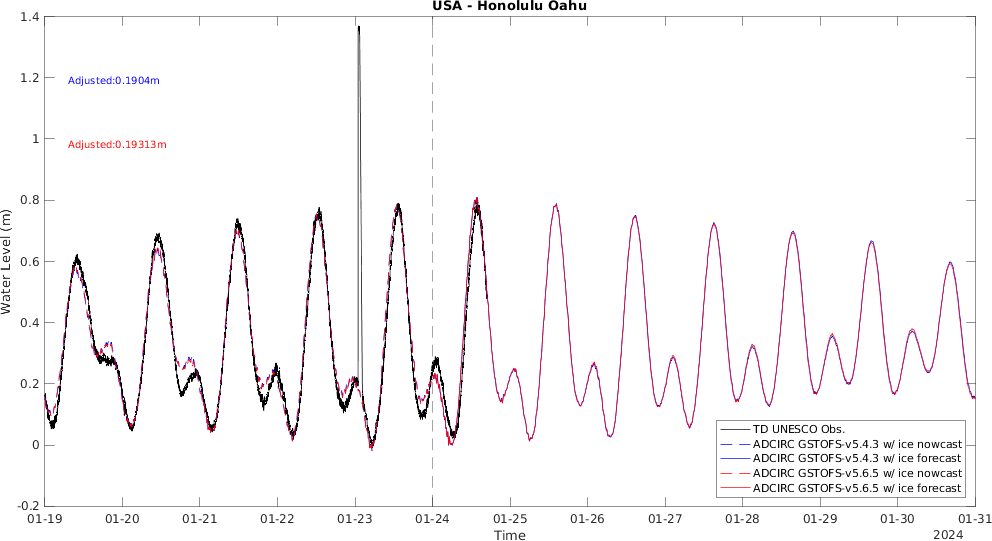 USA - Honolulu Oahu
1.4
1.2
1
0.8
0.6
0.4
0.2
0
-0.2
Water Level (m)
Adjusted:0.1904m
Adjusted:0.19313m
TD UNESCO Obs.
ADCIRC GSTOFS-v5.4.3 w/ ice nowcast
ADCIRC GSTOFS-v5.4.3 w/ ice forecast
ADCIRC GSTOFS-v5.6.5 w/ ice nowcast
ADCIRC GSTOFS-v5.6.5 w/ ice forecast
01-19 01-20 01-21 01-22 01-23 01-24 01-25 01-26 01-27 01-28 01-29 01-30 01-31
Time
2024